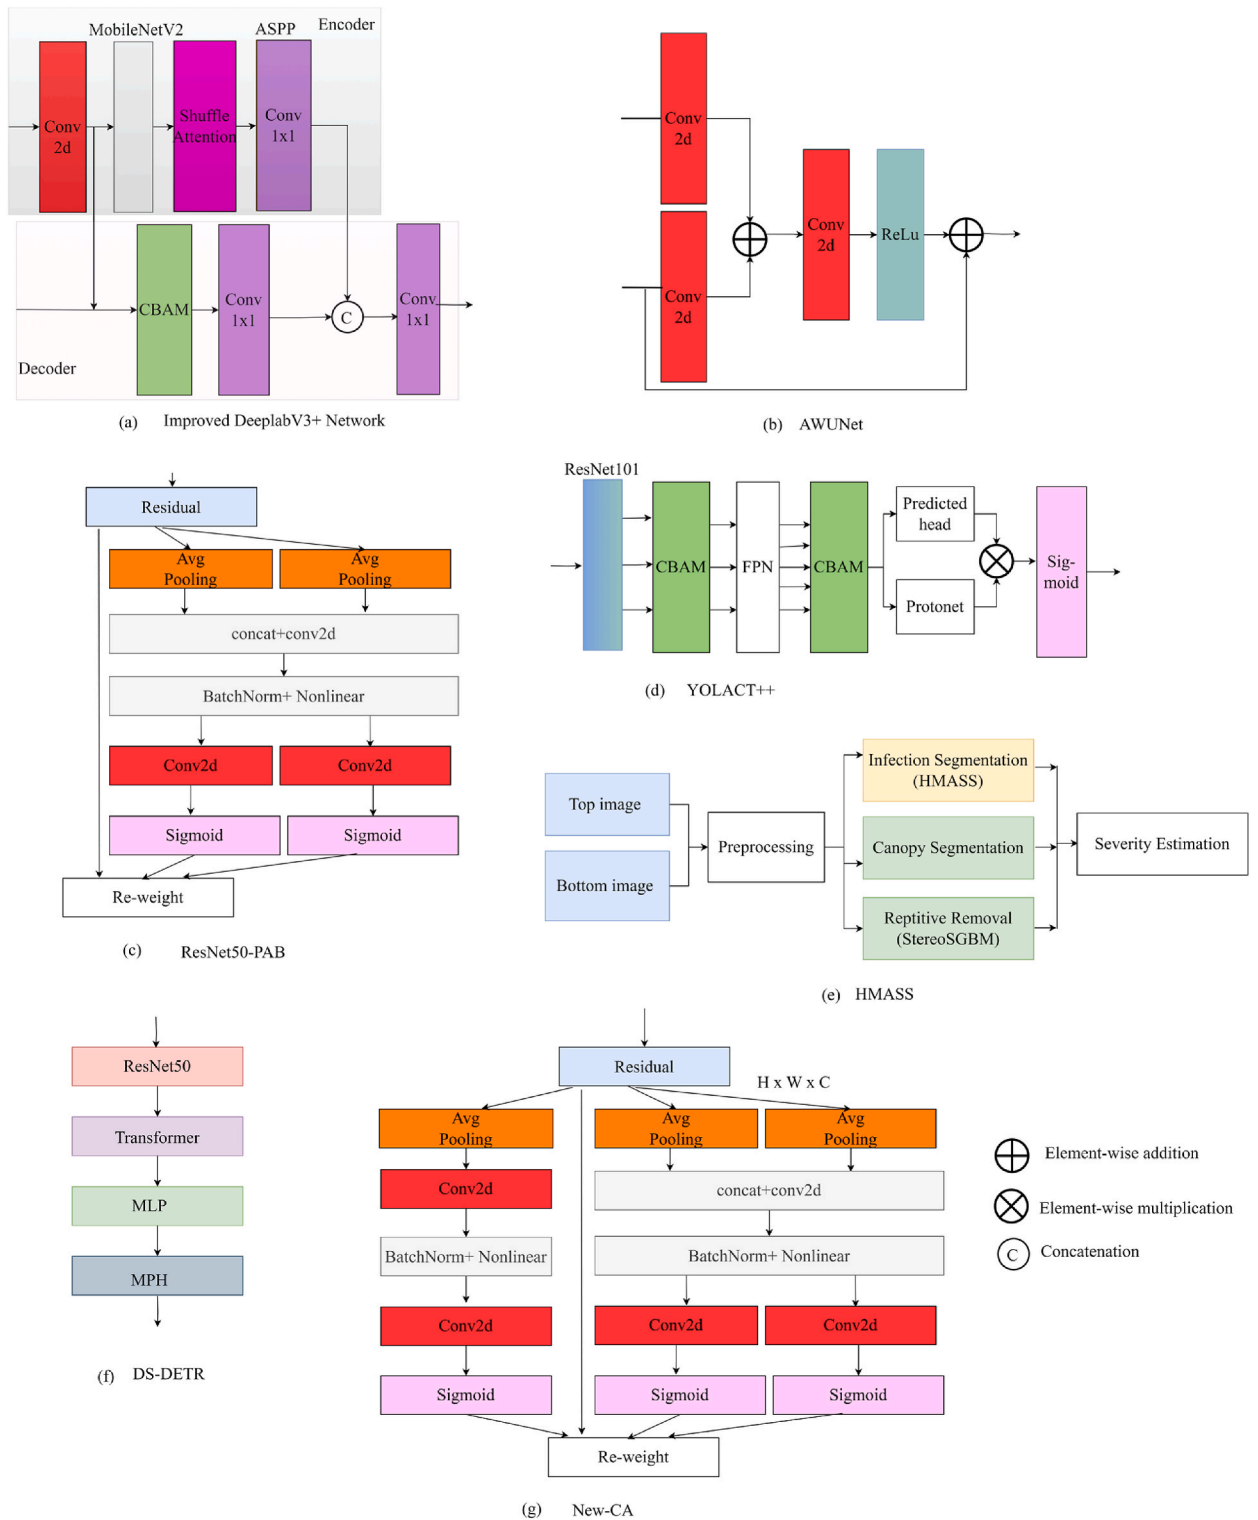 MobileNetV2
ASPP
Encoder
Conv
2d
Shuffle
Attention
Conv
1x1
CBAM
Conv
1x1
C
Conv
1x1
Decoder
(a) Improved DeeplabV3+ Network
Conv
2d
Conv
2d
Conv
2d
ReLu
(b) AWUNet
Residual
Avg
Pooling
Avg
Pooling
concat+conv2d
BatchNorm+ Nonlinear
Conv2d
Conv2d
Sigmoid
Sigmoid
Re-weight
(c) ResNet50-PAB
ResNet101
CBAM
FPN
CBAM
Predicted
head
Protonet
Sig-
moid
(d) YOLACT++
Top image
Bottom image
Preprocessing
Infection Segmentation
(HMASS)
Canopy Segmentation
Reptitive Removal
(StereoSGBM)
Severity Estimation
(e) HMASS
ResNet50
Transformer
MLP
MPH
(f) DS-DETR
Residual
H x W x C
Avg
Pooling
Avg
Pooling
Avg
Pooling
Conv2d
concat+conv2d
BatchNorm+ Nonlinear
BatchNorm+ Nonlinear
Conv2d
Conv2d
Conv2d
Sigmoid
Sigmoid
Sigmoid
Re-weight
(g) New-CA
Element-wise addition
Element-wise multiplication
C Concatenation